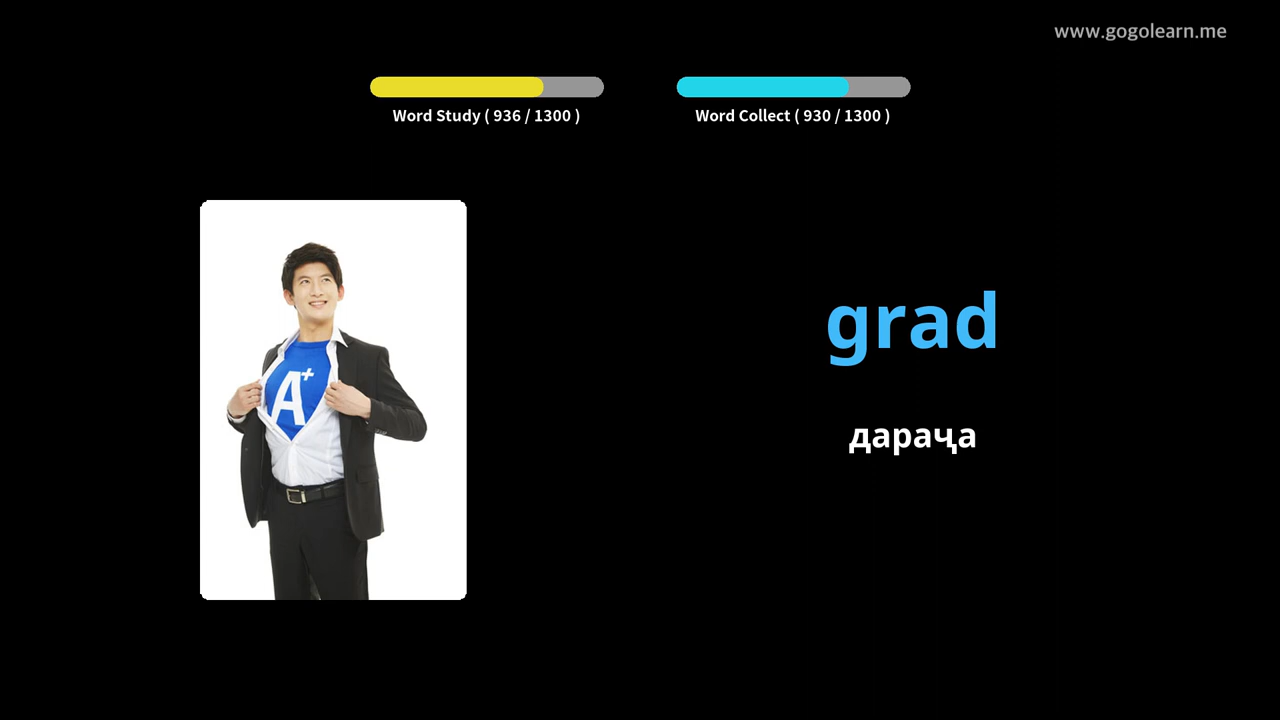 www.gogolearn.me
Word Study ( 936 / 1300 )
Word Collect ( 930 / 1300 )
A+
grad
дараҷа